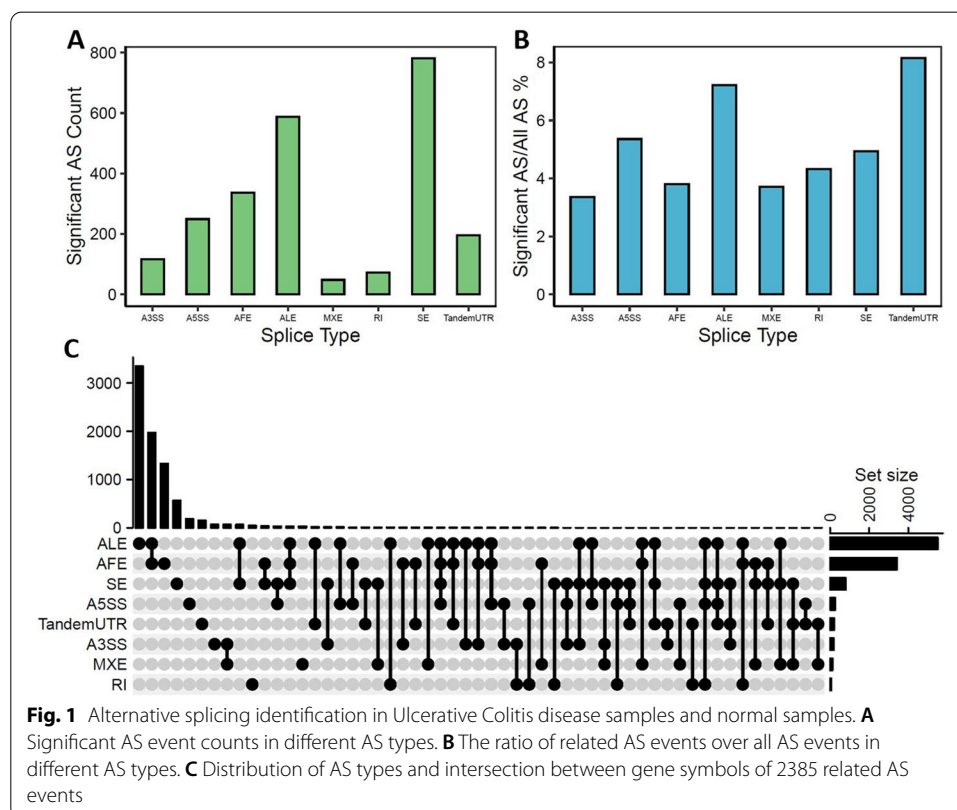 A
Significant AS Count
800
600
400
200
0
A3SS A5SS AFE ALE MXE RI SE TandemUTR
Splice Type
B
Significant AS/All AS %
8
6
4
2
0
A3SS A5SS AFE ALE MXE RI SE TandemUTR
Splice Type
C
3000
2000
1000
0
Set size
0 2000 4000
ALE
AFE
SE
A5SS
TandemUTR
A3SS
MXE
RI
Fig. 1 Alternative splicing identification in Ulcerative Colitis disease samples and normal samples. A
Significant AS event counts in different AS types. B The ratio of related AS events over all AS events in
different AS types. C Distribution of AS types and intersection between gene symbols of 2385 related AS
events